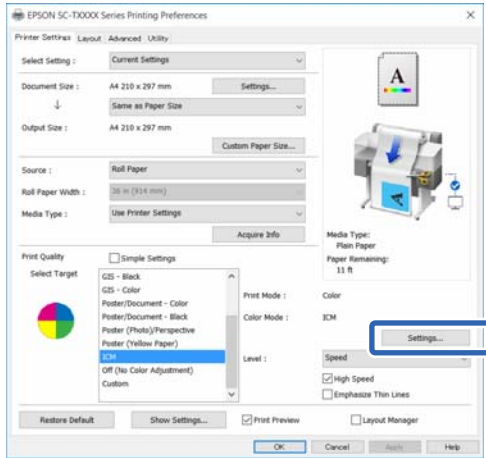 EPSON SC-TXXXX Series Printing Preferences
Printer Settings Layout Advanced Utility
Select Setting : Current Settings
Document Size : A4 210 x 297 mm Settings...
Same as Paper Size
Output Size : A4 210 x 297 mm
Custom Paper Size...
Source : Roll Paper
Roll Paper Width : 36 in (914 mm)
Media Type : Use Printer Settings
Acquire Info
A
A
Media Type:
Plain Paper
Paper Remaining:
11 ft
Print Quality Simple Settings
Select Target
GIS - Black
GIS - Color
Poster/Document - Color
Poster/Document - Black
Poster (Photo)/Perspective
Poster (Yellow Paper)
ICM
Off (No Color Adjustment)
Custom
Print Mode : Color
Color Mode : ICM
Settings...
Level : Speed
High Speed
Emphasize Thin Lines
Restore Default Show Settings... Print Preview Layout Manager
OK Cancel Apply Help